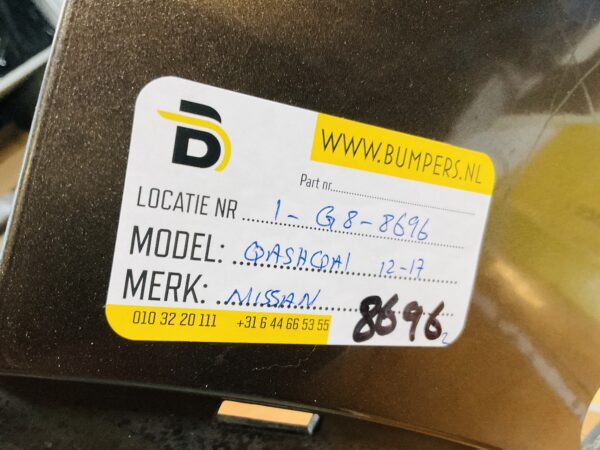 B
WWW.BUMPERS.NL
Part nr.
LOCATIE NR 1-G8-8696
MODEL: QASHQAI 12-17
MERK: NISSAN
010 32 20 111 +31 6 44 66 53 55 8696 2